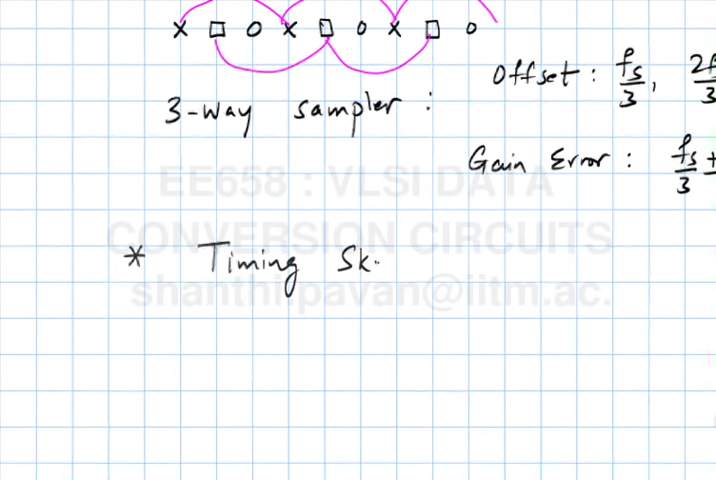 x □ o x □ o x □ o
Offset : fs/3, 2f
3-way sampler :
Gain Error : fs/3 ±
EE658 : VLSI DATA
CONVERSION CIRCUITS
* Timing Sk
shanthi.pavan@iitm.ac.